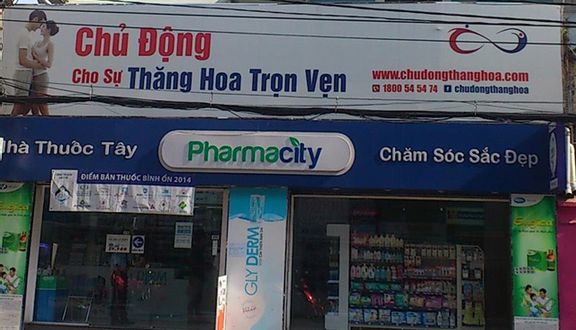 Chủ Động
Cho Sự Thăng Hoa Trọn Vẹn
www.chudongthanghoa.com
1800 54 54 74 f chudongthanghoa
Nhà Thuốc Tây
Pharmacity
Chăm Sóc Sắc Đẹp
ĐIỂM BÁN THUỐC BÌNH ỔN 2014
GLY DERM